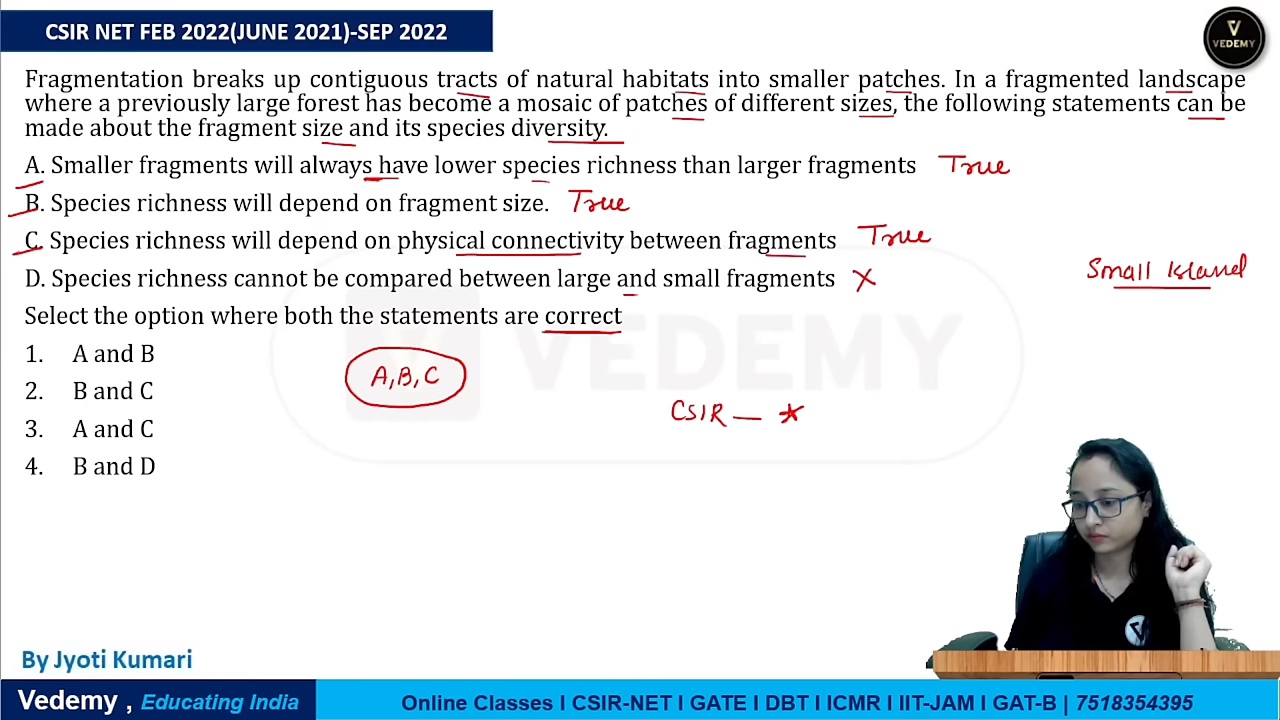 CSIR NET FEB 2022(JUNE 2021)-SEP 2022
VEDEMY
Fragmentation breaks up contiguous tracts of natural habitats into smaller patches. In a fragmented landscape
where a previously large forest has become a mosaic of patches of different sizes, the following statements can be
made about the fragment size and its species diversity.
A. Smaller fragments will always have lower species richness than larger fragments True
B. Species richness will depend on fragment size. True
C. Species richness will depend on physical connectivity between fragments True
D. Species richness cannot be compared between large and small fragments X
Small Island
Select the option where both the statements are correct
1. A and B
2. B and C
3. A and C
4. B and D
A, B, C
CSIR — *
VEDEMY
By Jyoti Kumari
Vedemy , Educating India
Online Classes I CSIR-NET I GATE I DBT I ICMR I IIT-JAM I GAT-B | 7518354395